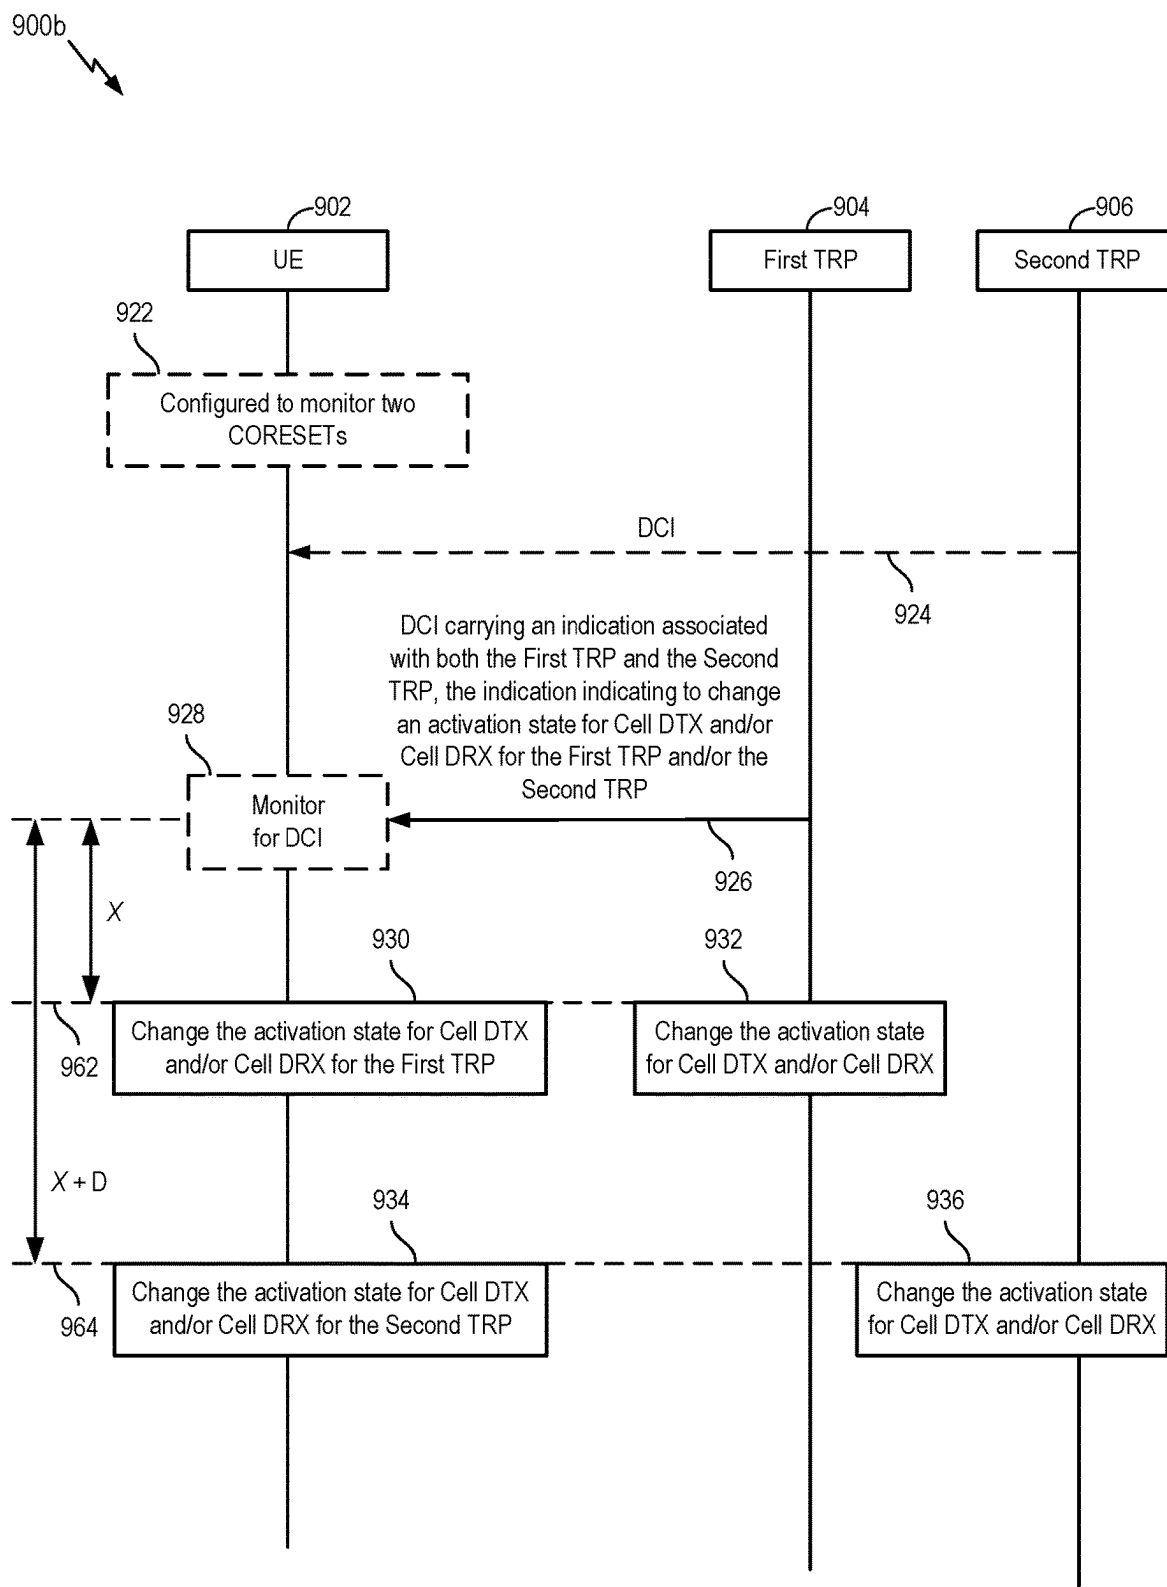 900b
902
904
906
UE
First TRP
Second TRP
922
Configured to monitor two
CORESETs
DCI
924
DCI carrying an indication associated
with both the First TRP and the Second
TRP, the indication indicating to change
an activation state for Cell DTX and/or
Cell DRX for the First TRP and/or the
Second TRP
928
Monitor
for DCI
926
X
930
932
Change the activation state for Cell DTX
and/or Cell DRX for the First TRP
Change the activation state
for Cell DTX and/or Cell DRX
962
X + D
934
936
Change the activation state for Cell DTX
and/or Cell DRX for the Second TRP
Change the activation state
for Cell DTX and/or Cell DRX
964